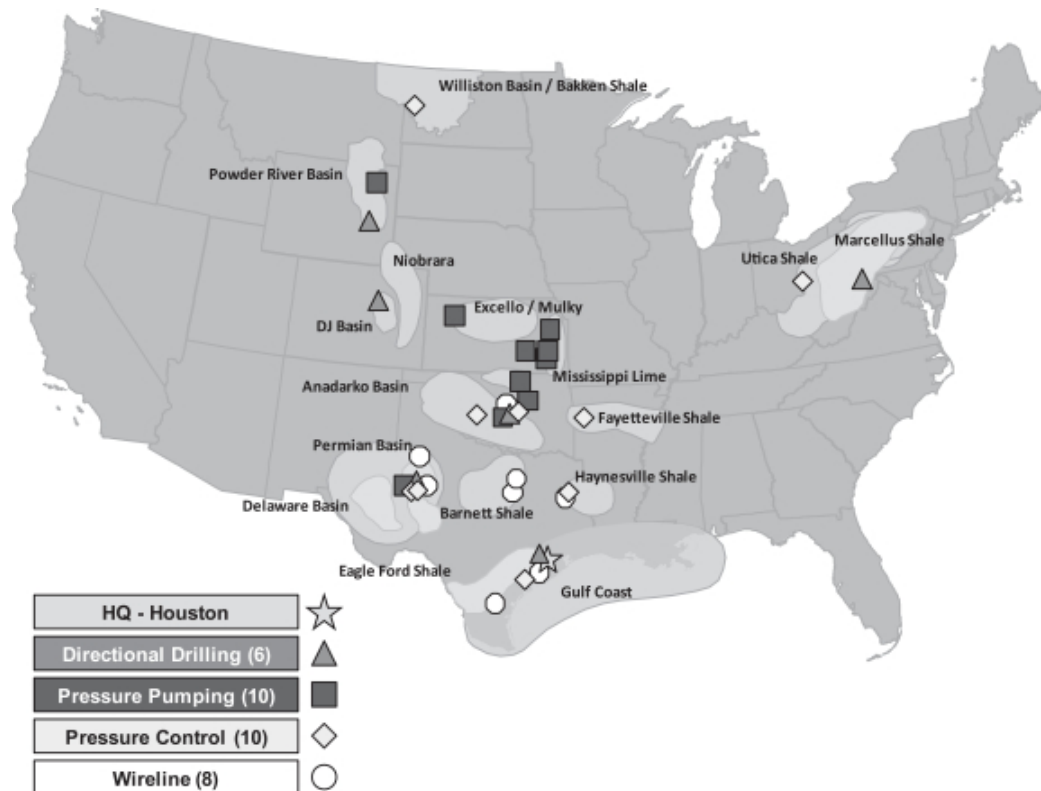 Williston Basin / Bakken Shale
Powder River Basin
Marcellus Shale
Utica Shale
Niobrara
Excello / Mulky
DJ Basin
Mississippi Lime
Anadarko Basin
Fayetteville Shale
Permian Basin
Haynesville Shale
Delaware Basin
Barnett Shale
Eagle Ford Shale
Gulf Coast
HQ - Houston
Directional Drilling (6)
Pressure Pumping (10)
Pressure Control (10)
Wireline (8)